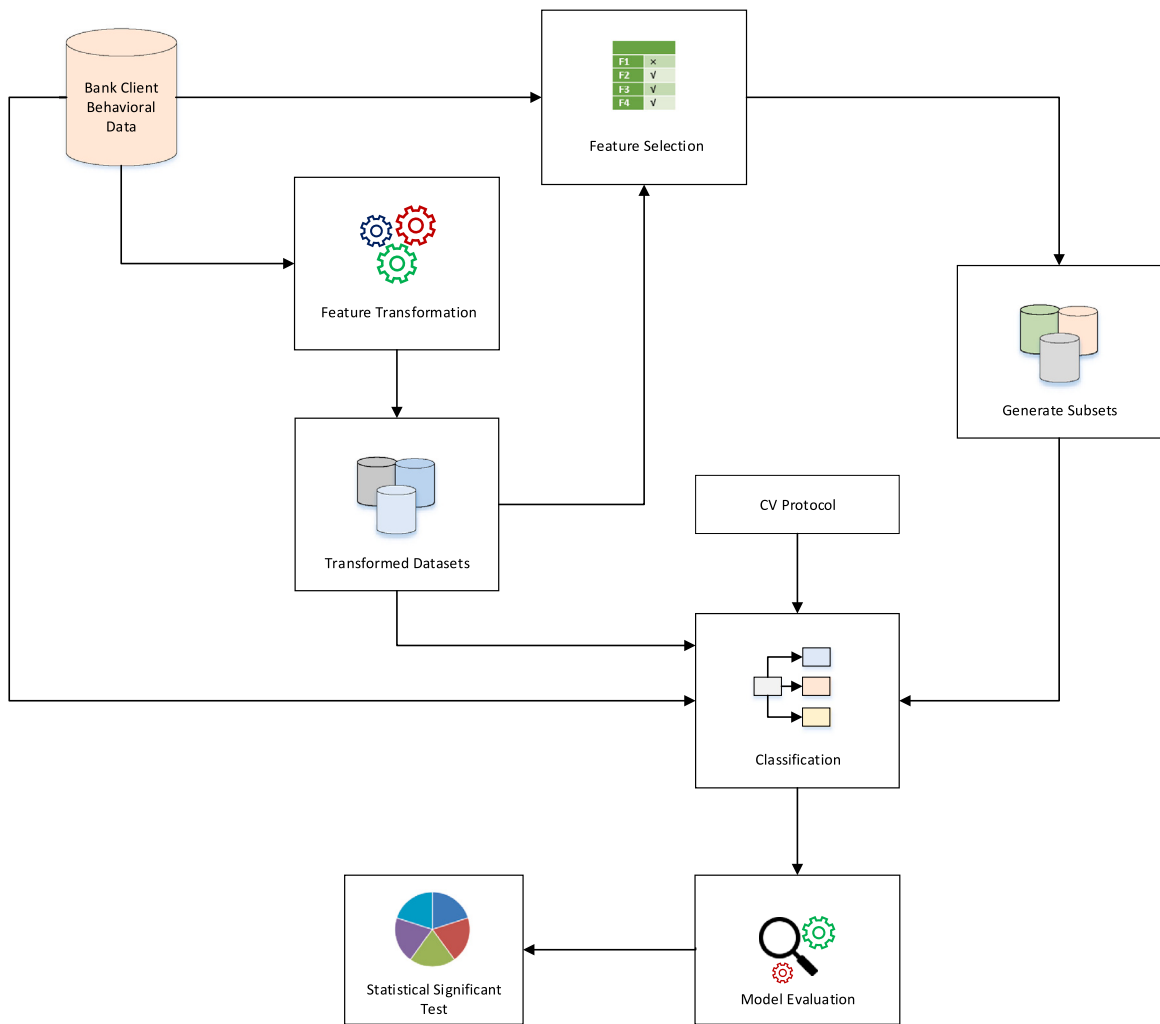 Bank Client
Behavioral
Data
F1 ×
F2 √
F3 √
F4 √
Feature Selection
Feature Transformation
Generate Subsets
Transformed Datasets
CV Protocol
Classification
Statistical Significant
Test
Model Evaluation